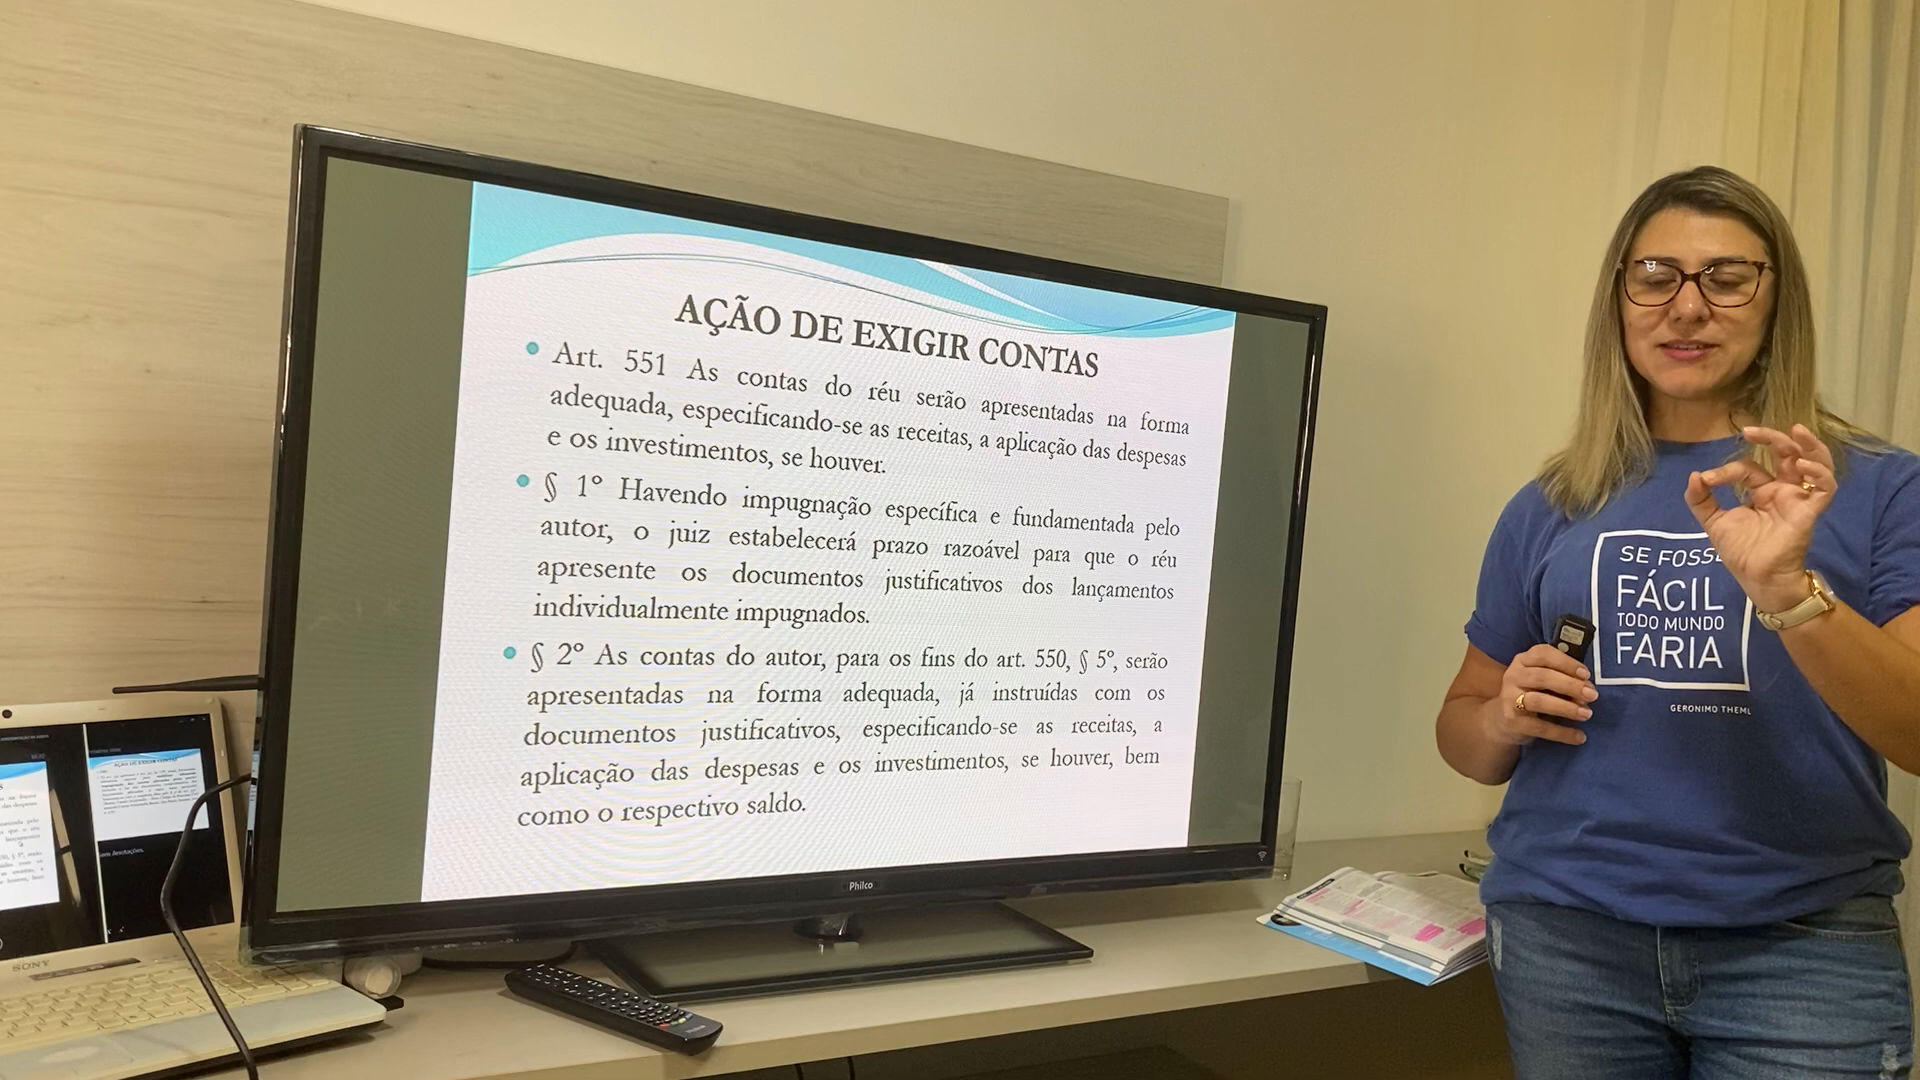 AÇÃO DE EXIGIR CONTAS
Art. 551 As contas do réu serão apresentadas na forma
adequada, especificando-se as receitas, a aplicação das despesas
e os investimentos, se houver.
§ 1º Havendo impugnação específica e fundamentada pelo
autor, o juiz estabelecerá prazo razoável para que o réu
apresente os documentos justificativos dos lançamentos
individualmente impugnados.
§ 2º As contas do autor, para os fins do art. 550, § 5º, serão
apresentadas na forma adequada, já instruídas com os
documentos justificativos, especificando-se as receitas, a
aplicação das despesas e os investimentos, se houver, bem
como o respectivo saldo.
Philco
SONY
SE FOSSE
FÁCIL
TODO MUNDO
FARIA
GERONIMO THEML
AÇÃO DE EXIGIR CONTAS